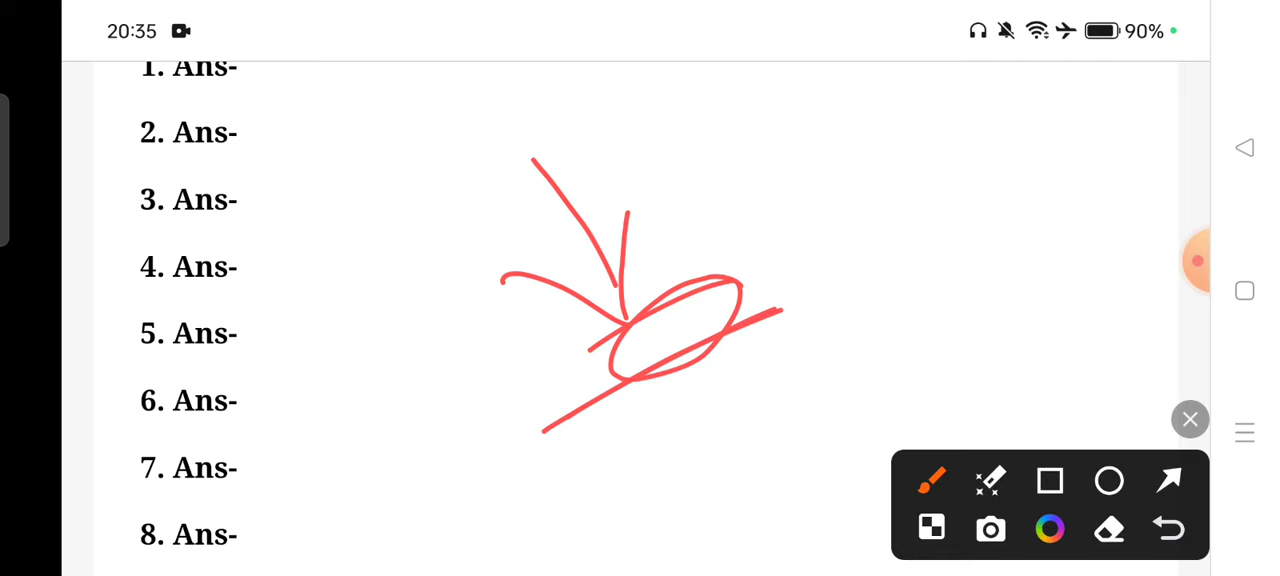 20:35 90%
1. Ans-
2. Ans-
3. Ans-
4. Ans-
5. Ans-
6. Ans-
7. Ans-
8. Ans-